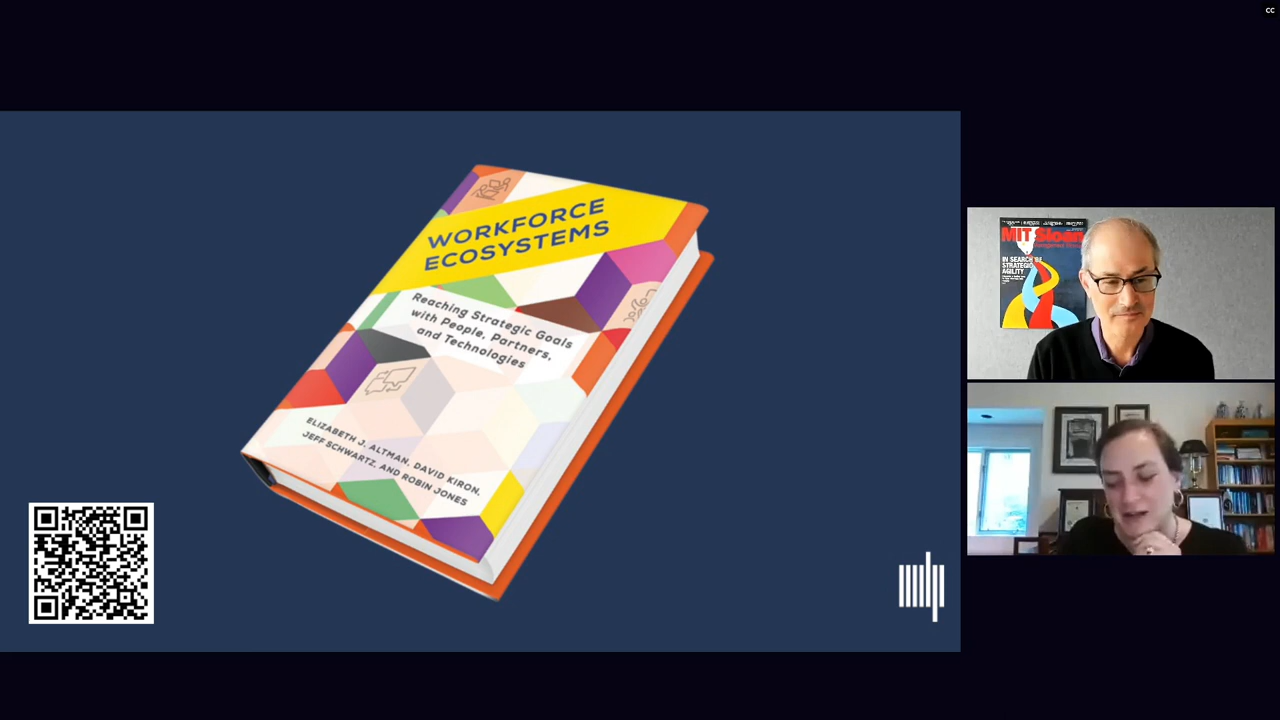 CC
WORKFORCE
ECOSYSTEMS
Reaching Strategic Goals
with People, Partners,
and Technologies
ELIZABETH J. ALTMAN, DAVID KIRON,
JEFF SCHWARTZ, AND ROBIN JONES
MIT Sloan
IN SEARCH OF
STRATEGIC
AGILITY